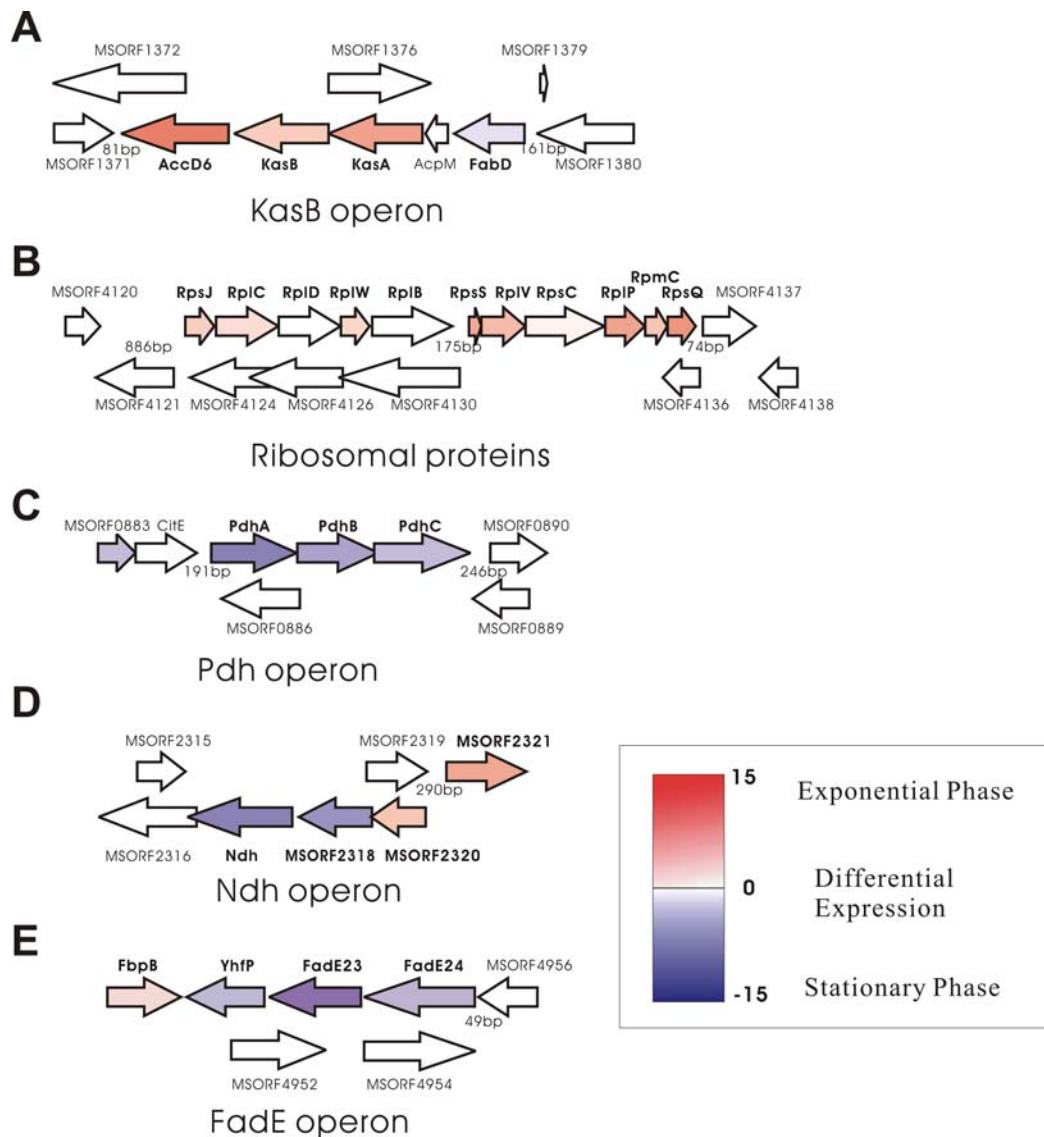 A
MSORF1372 MSORF1376 MSORF1379
81bp 161bp
MSORF1371 AccD6 KasB KasA AcpM FabD MSORF1380
KasB operon
B
RpmC
MSORF4120 RpsJ RplC RplD RplW RplB RpsS RplV RpsC RplP RpsQ MSORF4137
886bp 175bp 74bp
MSORF4121 MSORF4124 MSORF4126 MSORF4130 MSORF4136 MSORF4138
Ribosomal proteins
C
MSORF0883 CitE PdhA PdhB PdhC MSORF0890
191bp 246bp
MSORF0886 MSORF0889
Pdh operon
D
MSORF2315 MSORF2319 MSORF2321
290bp
MSORF2316 Ndh MSORF2318 MSORF2320
Ndh operon
15 Exponential Phase
0 Differential
Expression
-15 Stationary Phase
E
FbpB YhfP FadE23 FadE24 MSORF4956
49bp
MSORF4952 MSORF4954
FadE operon